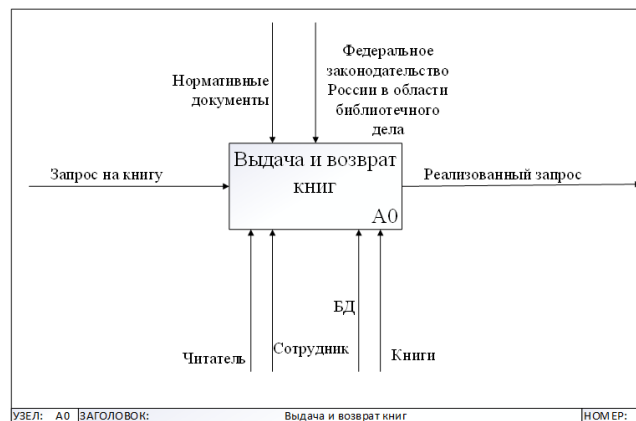 Нормативные
документы
Федеральное
законодательство
России в области
библиотечного
дела
Запрос на книгу
Выдача и возврат
книг
A0
Реализованный запрос
Читатель
Сотрудник
БД
Книги
УЗЕЛ: A0 ЗАГОЛОВОК: Выдача и возврат книг НОМЕР: